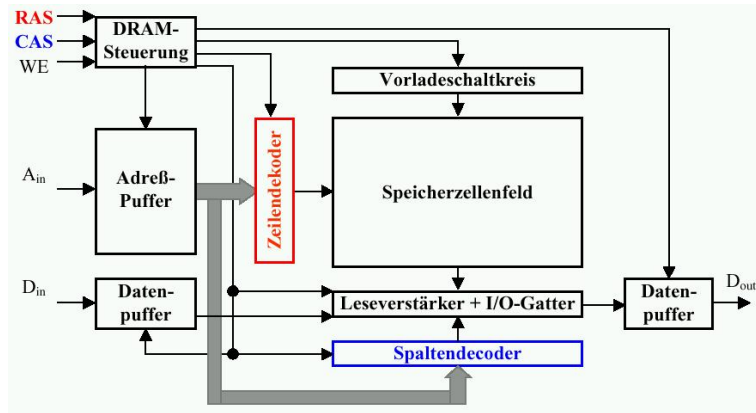 RAS
CAS
WE
DRAM-
Steuerung
Vorladeschaltkreis
Ain
Adreß-
Puffer
Zeilendekoder
Speicherzellenfeld
Din
Daten-
puffer
Leseverstärker + I/O-Gatter
Daten-
puffer
Dout
Spaltendecoder